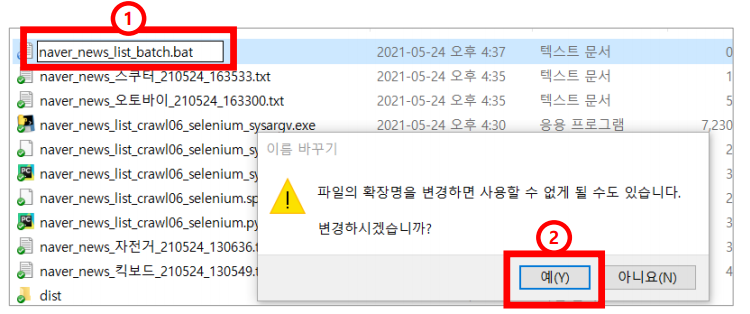 1
naver_news_list_batch.bat 2021-05-24 오후 4:37 텍스트 문서 0
naver_news_스쿠터_210524_163533.txt 2021-05-24 오후 4:35 텍스트 문서 1
naver_news_오토바이_210524_163300.txt 2021-05-24 오후 4:35 텍스트 문서 5
naver_news_list_crawl06_selenium_sysargv.exe 2021-05-24 오후 4:30 응용 프로그램 7,230
naver_news_list_crawl06_selenium_sy 2
이름 바꾸기
naver_news_list_crawl06_selenium_sy 3
파일의 확장명을 변경하면 사용할 수 없게 될 수도 있습니다.
naver_news_list_crawl06_selenium.sp 2
변경하시겠습니까?
naver_news_list_crawl06_selenium.py 3
2
naver_news_자전거_210524_130636.t 3
naver_news_킥보드_210524_130549.t 4
예(Y) 아니요(N)
dist